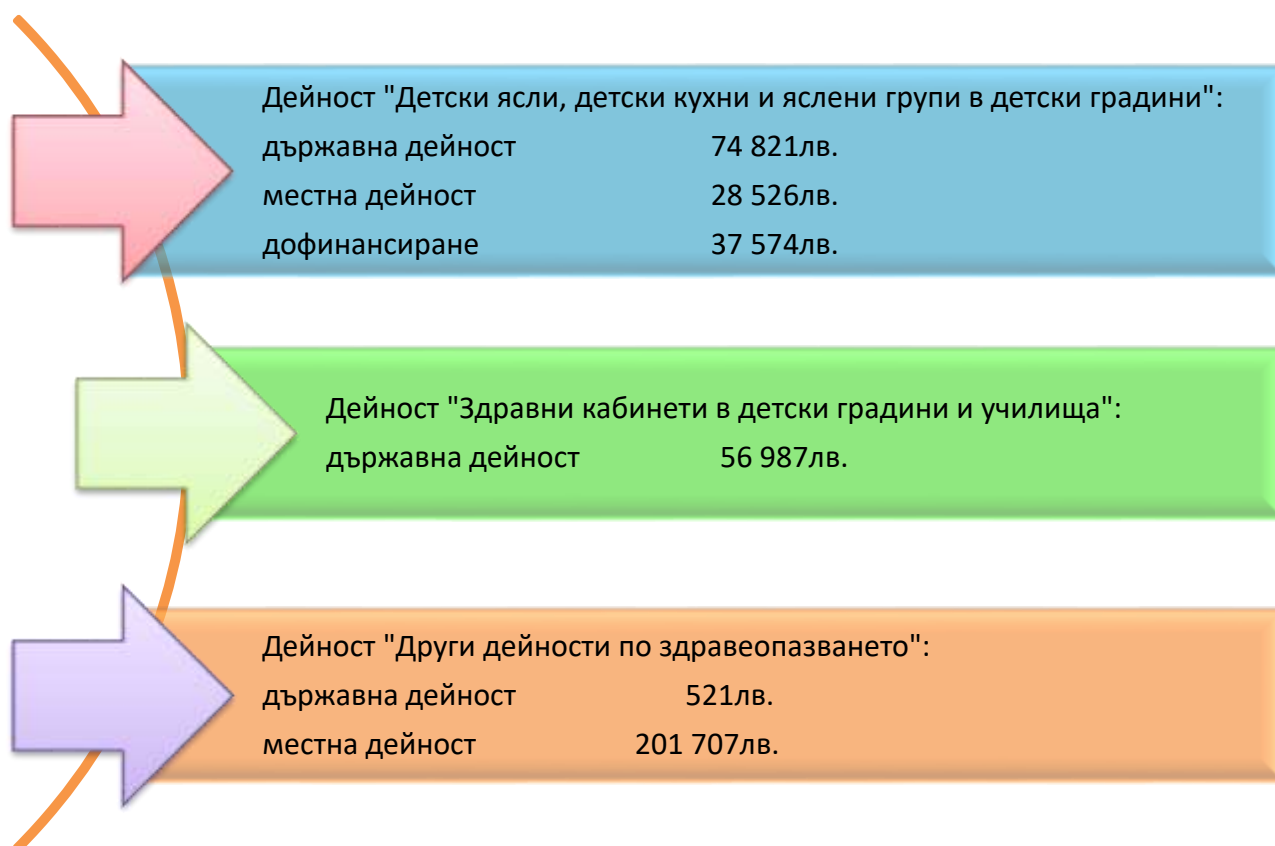 Дейност "Детски ясли, детски кухни и яслени групи в детски градини":
държавна дейност 74 821лв.
местна дейност 28 526лв.
дофинансиране 37 574лв.
Дейност "Здравни кабинети в детски градини и училища":
държавна дейност 56 987лв.
Дейност "Други дейности по здравеопазването":
държавна дейност 521лв.
местна дейност 201 707лв.